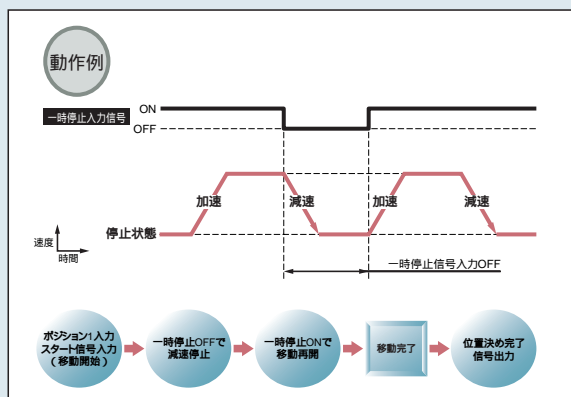 動作例
ON
一時停止入力信号
OFF
加速
減速
加速
減速
停止状態
速度
時間
一時停止信号入力OFF
ポジション1入力
スタート信号入力
(移動開始)
一時停止OFFで
減速停止
一時停止ONで
移動再開
移動完了
位置決め完了
信号出力